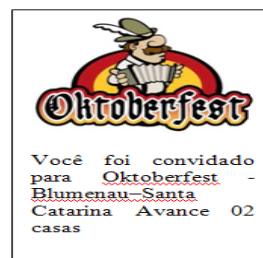 Oktoberfest
Você foi convidado
para Oktoberfest -
Blumenau–Santa
Catarina Avance 02
casas